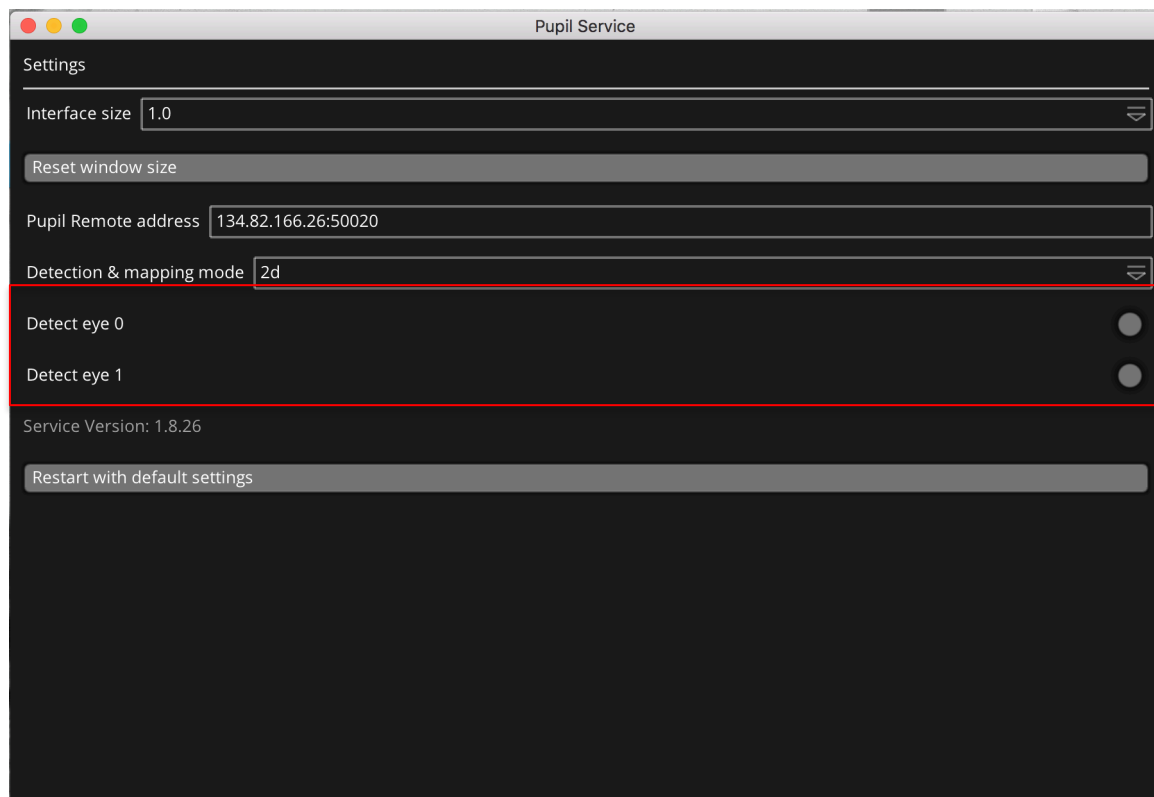 Pupil Service
Settings
Interface size 1.0
Reset window size
Pupil Remote address 134.82.166.26:50020
Detection & mapping mode 2d
Detect eye 0
Detect eye 1
Service Version: 1.8.26
Restart with default settings